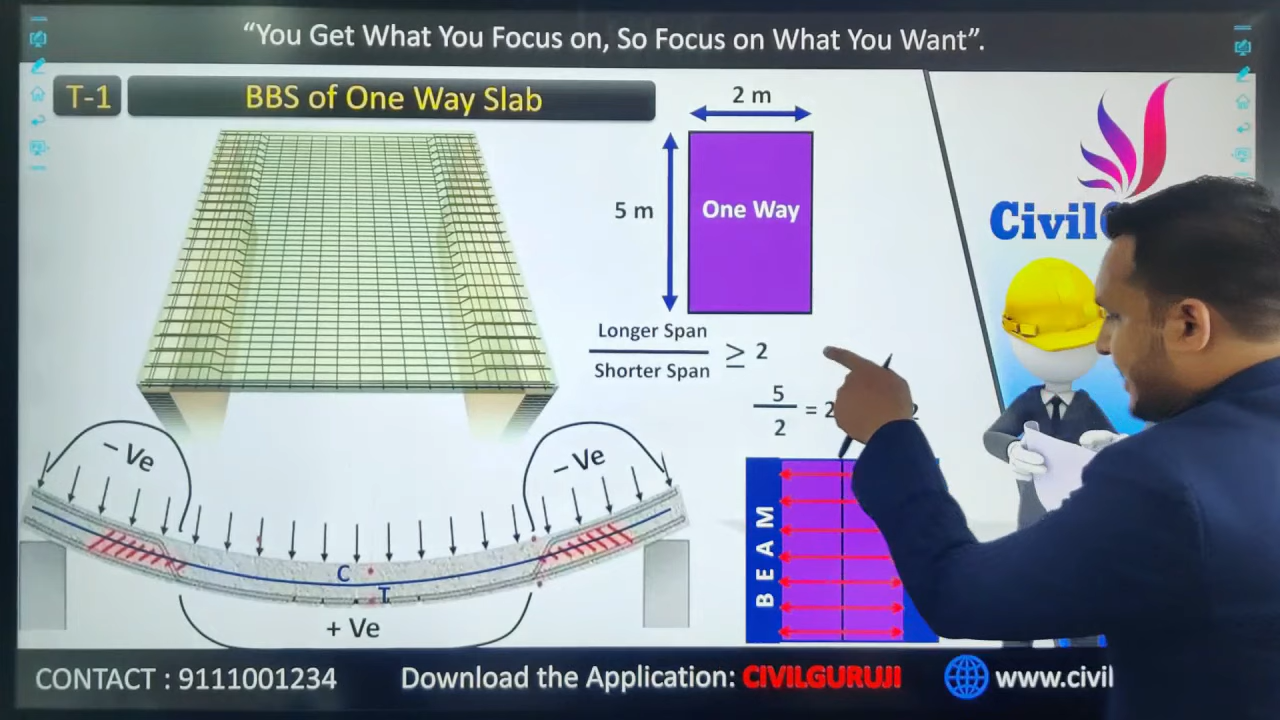 “You Get What You Focus on, So Focus on What You Want”.
T-1
BBS of One Way Slab
2 m
5 m
One Way
Civil
Longer Span
Shorter Span
≥ 2
5
2
= 2
2
– Ve
– Ve
C
T
+ Ve
BEAM
CONTACT : 9111001234
Download the Application: CIVILGURUJI
www.civil